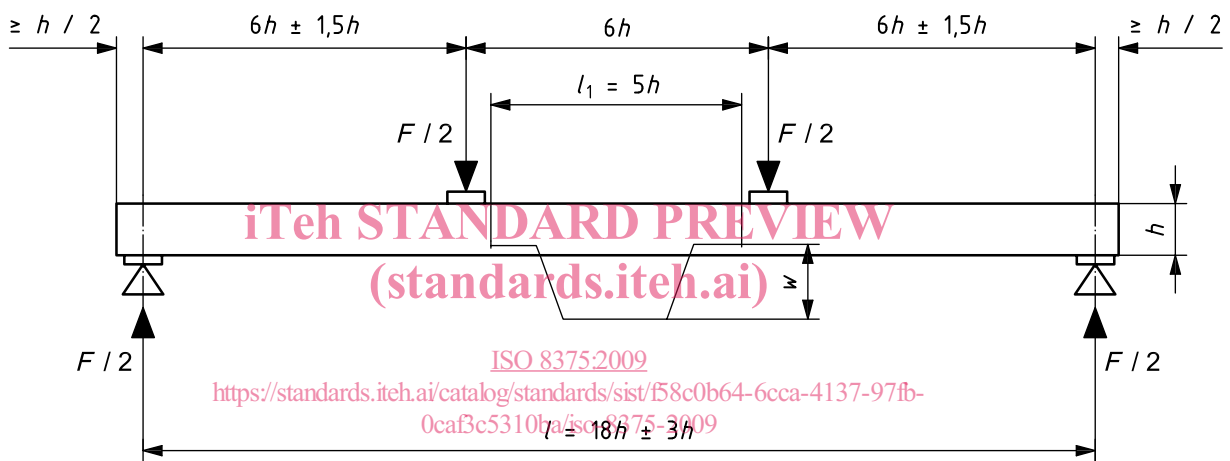 ≥ h / 2 6h ± 1,5h 6h 6h ± 1,5h ≥ h / 2
l₁ = 5h
F / 2 F / 2
iTeh STANDARD PREVIEW
h
(standards.iteh.ai)
w
F / 2 F / 2
ISO 8375:2009
https://standards.iteh.ai/catalog/standards/sist/f58c0b64-6cca-4137-97fb-
0caf3c5310ba/iso-8375-2009
l = 18h ± 3h